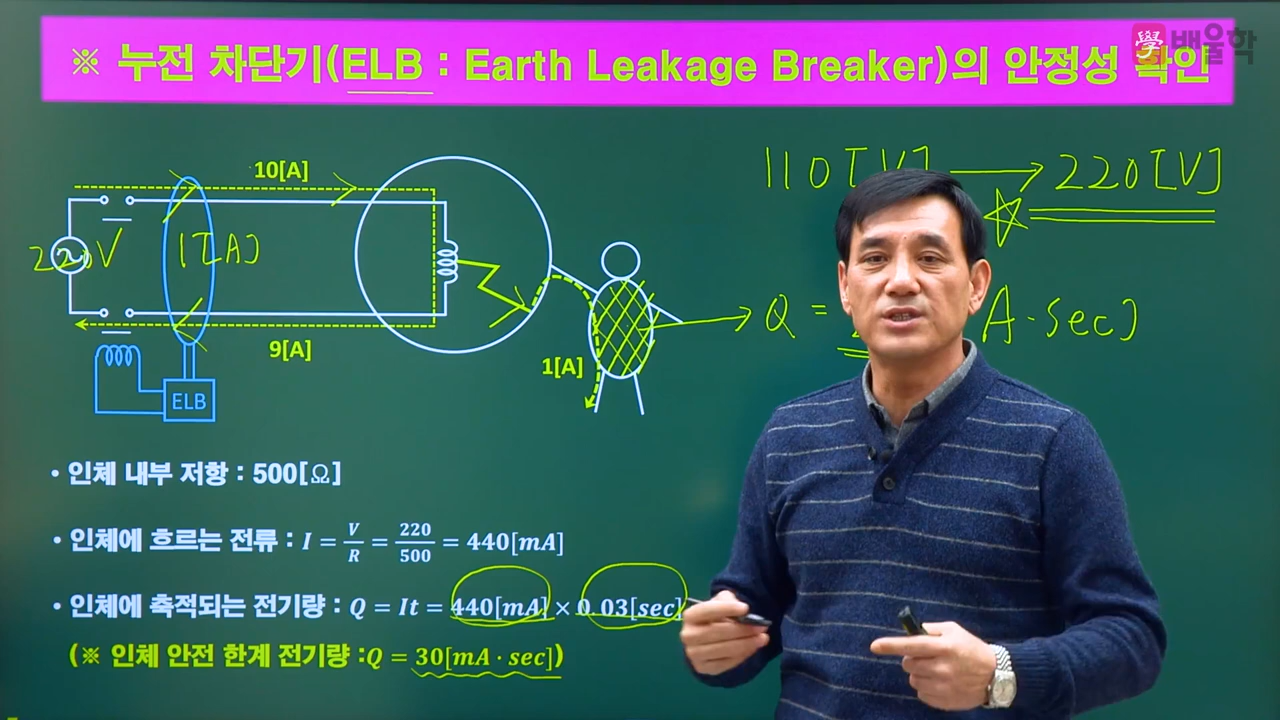 ※ 누전 차단기(ELB : Earth Leakage Breaker)의 안정성 확인
學 배울학
110[V] → 220[V]
10[A]
220V
1[A]
Q =
A·sec]
9[A]
1[A]
ELB
• 인체 내부 저항 : 500[Ω]
• 인체에 흐르는 전류 : I = V/R = 220/500 = 440[mA]
• 인체에 축적되는 전기량 : Q = It = 440[mA] × 0.03[sec]
(※ 인체 안전 한계 전기량 :Q = 30[mA · sec])